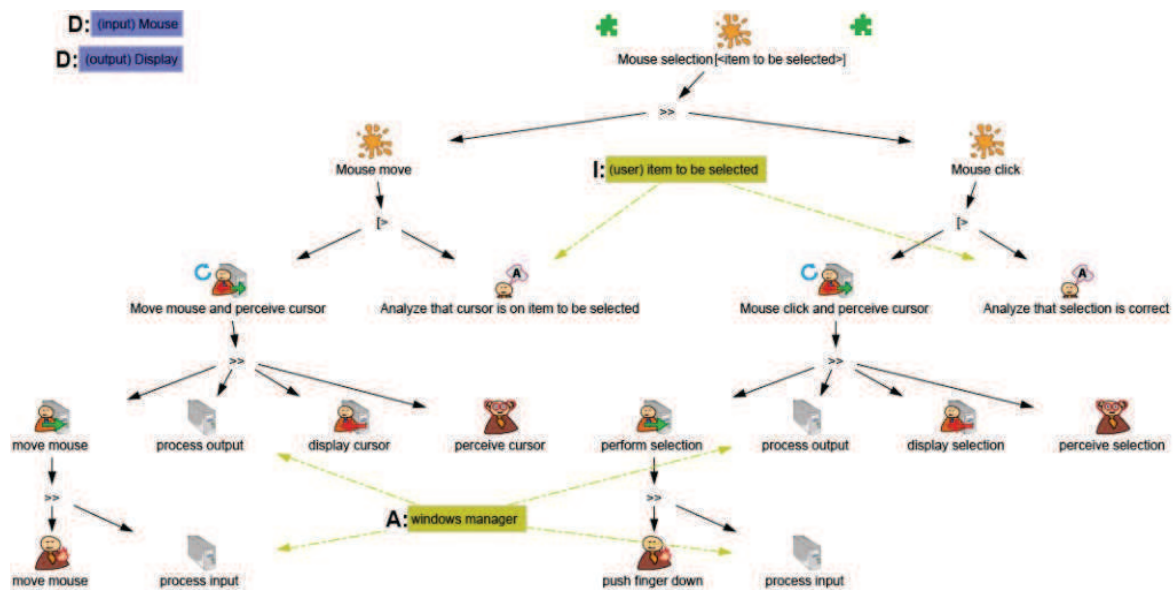 D: (input) Mouse
D: (output) Display
Mouse selection[<item to be selected>]
>>
Mouse move
I: (user) item to be selected
Mouse click
[>
[>
A
A
Move mouse and perceive cursor
Analyze that cursor is on item to be selected
Mouse click and perceive cursor
Analyze that selection is correct
>>
>>
move mouse
process output
display cursor
perceive cursor
perform selection
process output
display selection
perceive selection
>>
>>
A: windows manager
move mouse
process input
push finger down
process input